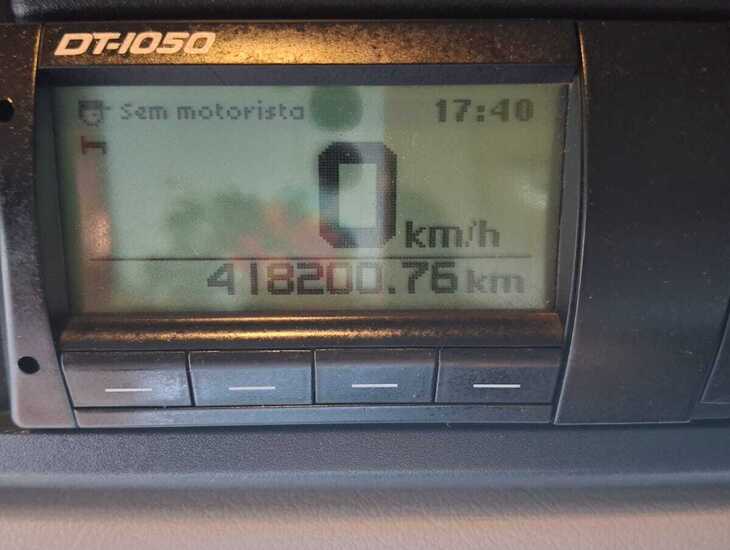 DT-1050
Sem motorista 17:40
0 km/h
418200.76 km